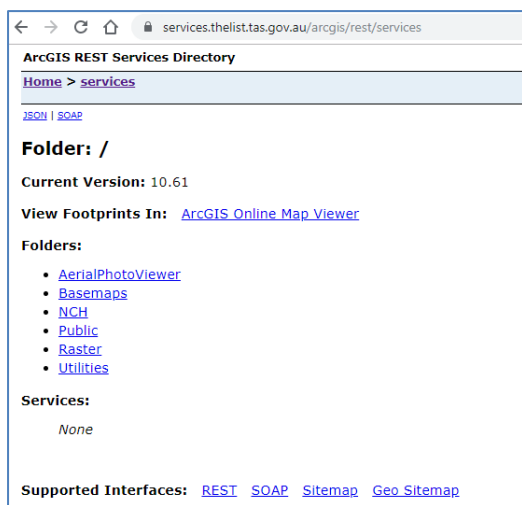 services.thelist.tas.gov.au/arcgis/rest/services
ArcGIS REST Services Directory
Home > services
JSON | SOAP
Folder: /
Current Version: 10.61
View Footprints In: ArcGIS Online Map Viewer
Folders:
AerialPhotoViewer
Basemaps
NCH
Public
Raster
Utilities
Services:
None
Supported Interfaces: REST SOAP Sitemap Geo Sitemap